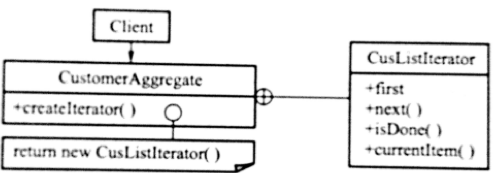 Client
CustomerAggregate
+createIterator( )
return new CusListIterator( )
CusListIterator
+first
+next( )
+isDone( )
+currentItem( )